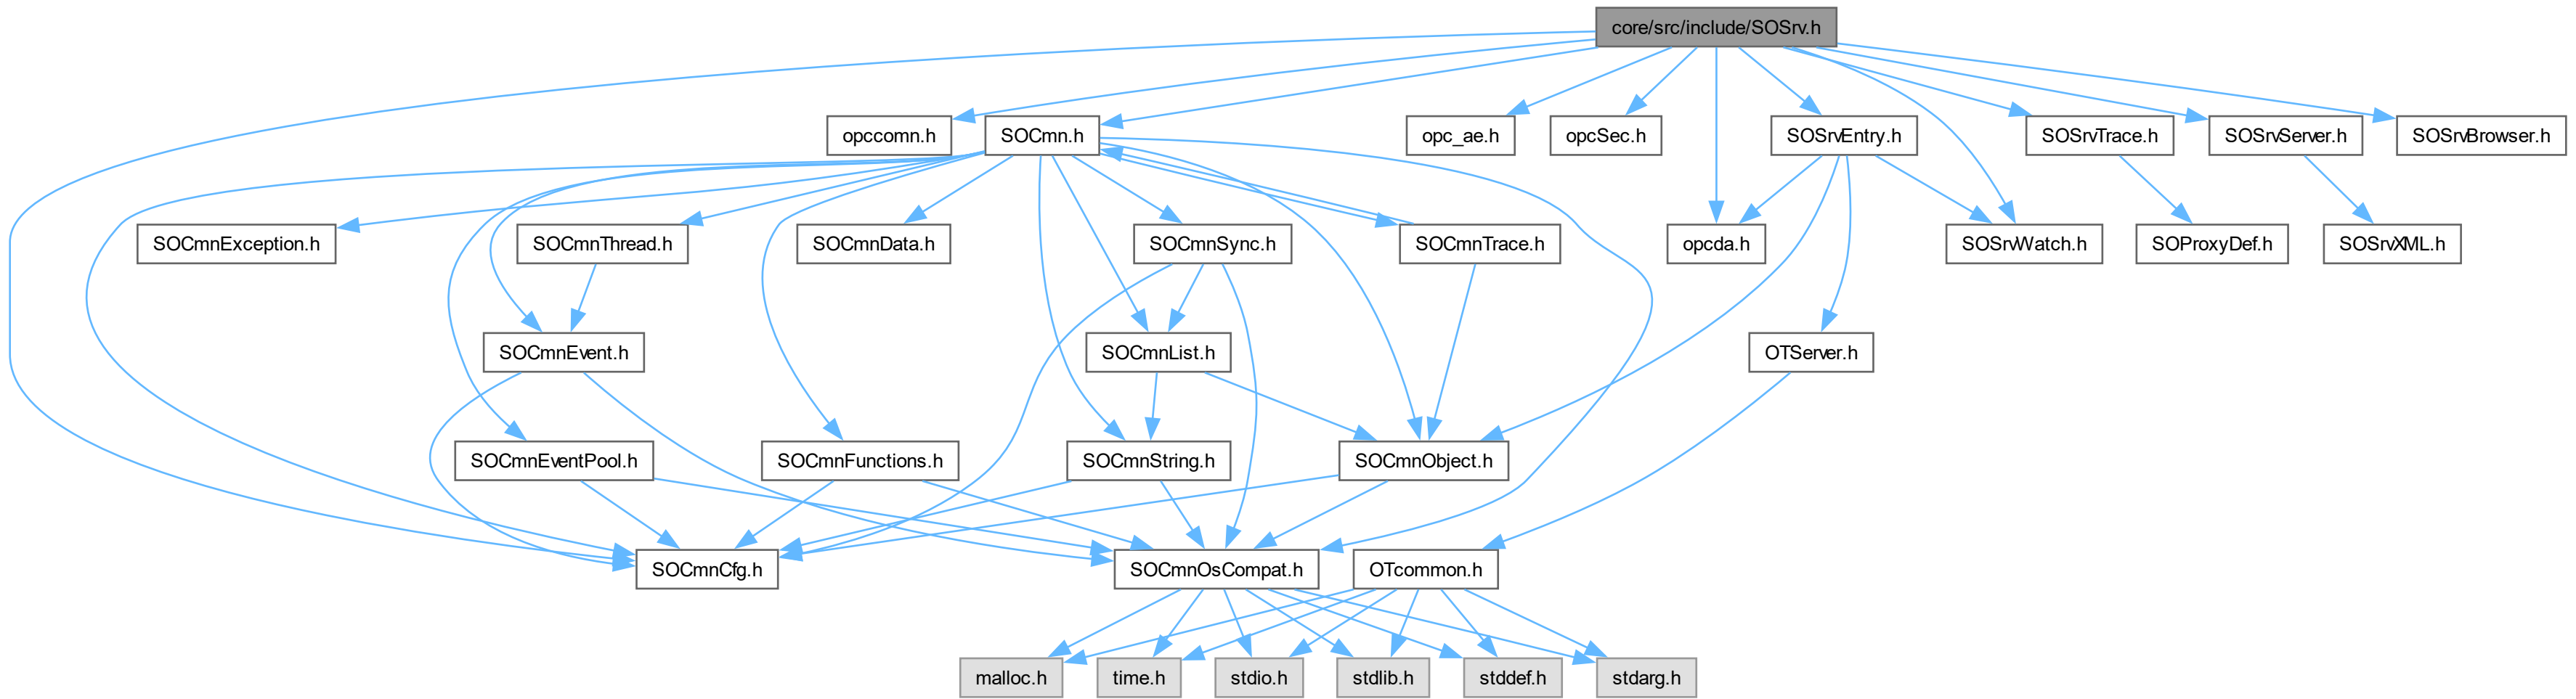 core/src/include/SOSrv.h
opccomn.h
SOCmn.h
opc_ae.h
opcSec.h
SOSrvEntry.h
SOSrvTrace.h
SOSrvServer.h
SOSrvBrowser.h
SOCmnException.h
SOCmnThread.h
SOCmnData.h
SOCmnSync.h
SOCmnTrace.h
opcda.h
SOSrvWatch.h
SOProxyDef.h
SOSrvXML.h
SOCmnEvent.h
SOCmnList.h
OTServer.h
SOCmnEventPool.h
SOCmnFunctions.h
SOCmnString.h
SOCmnObject.h
SOCmnCfg.h
SOCmnOsCompat.h
OTcommon.h
malloc.h
time.h
stdio.h
stdlib.h
stddef.h
stdarg.h